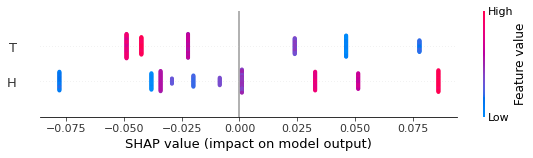 High
T
H
Low
Feature value
−0.075 −0.050 −0.025 0.000 0.025 0.050 0.075
SHAP value (impact on model output)